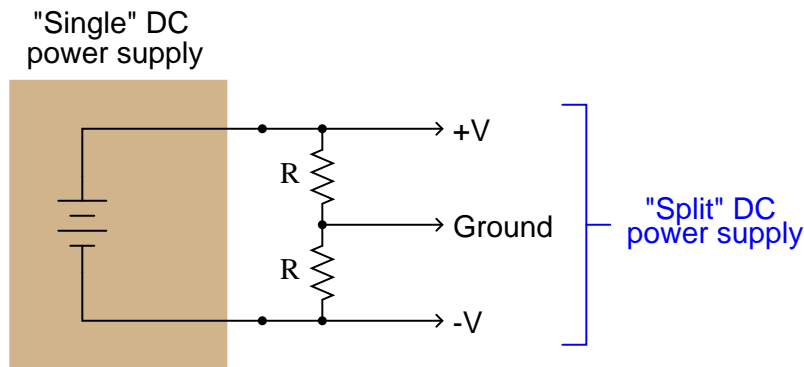 "Single" DC
power supply
+V
R
Ground
R
-V
"Split" DC
power supply